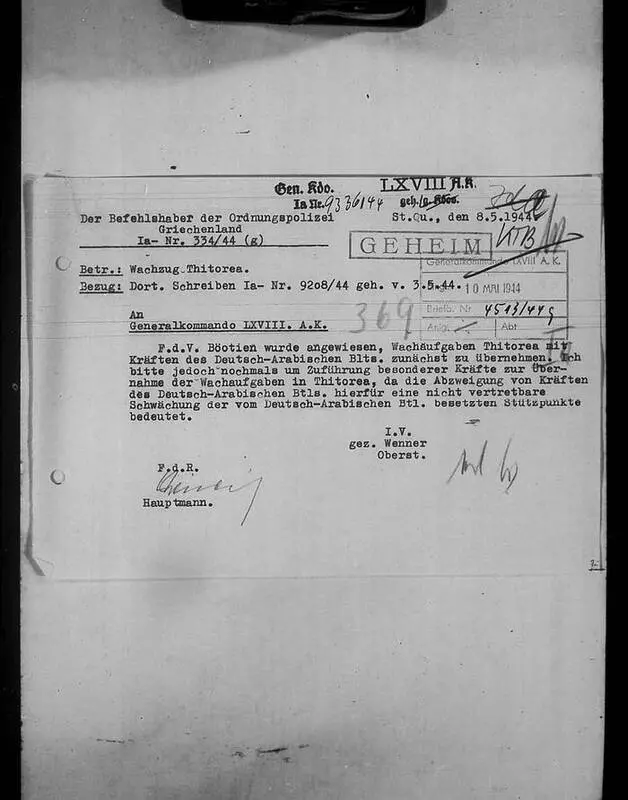 Gen. Kdo. LXVIII A.K.
Ia Nr. 9336/44 geh.
Der Befehlshaber der Ordnungspolizei St.Qu., den 8.5.1944
Griechenland
Ia- Nr. 334/44 (g)
KTB
GEHEIM
Generalkommando LXVIII A. K.
Betr.: Wachzug Thitorea.
Bezug: Dort. Schreiben Ia- Nr. 9208/44 geh. v. 3.5.44.
10 MAI 1944
Briefb. Nr 4513/44 g
Anlg. Abt
An
Generalkommando LXVIII. A.K.
369
F.d.V. Böotien wurde angewiesen, Wachaufgaben Thitorea mit
Kräften des Deutsch-Arabischen Blts. zunächst zu übernehmen. Ich
bitte jedoch nochmals um Zuführung besonderer Kräfte zur Über-
nahme der Wachaufgaben in Thitorea, da die Abzweigung von Kräften
des Deutsch-Arabischen Btls. hierfür eine nicht vertretbare
Schwächung der vom Deutsch-Arabischen Btl. besetzten Stützpunkte
bedeutet.
I.V.
gez. Wenner
Oberst.
F.d.R.
Hauptmann.